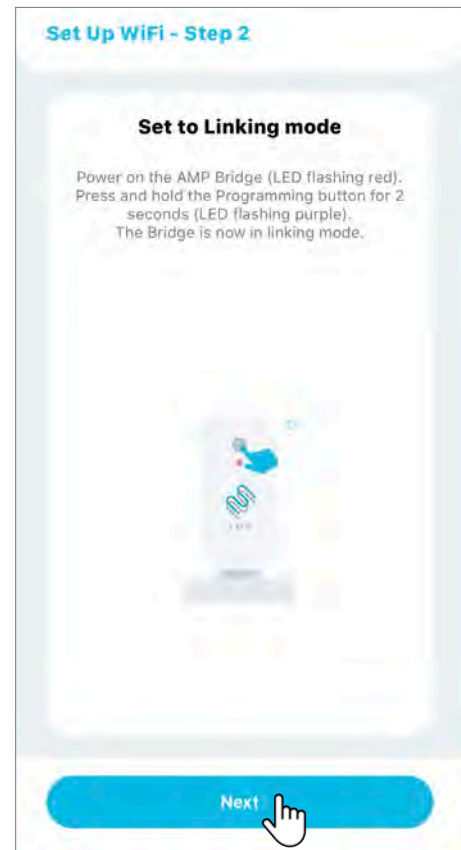 Set Up WiFi - Step 2
Set to Linking mode
Power on the AMP Bridge (LED flashing red).
Press and hold the Programming button for 2
seconds (LED flashing purple).
The Bridge is now in linking mode.
Next